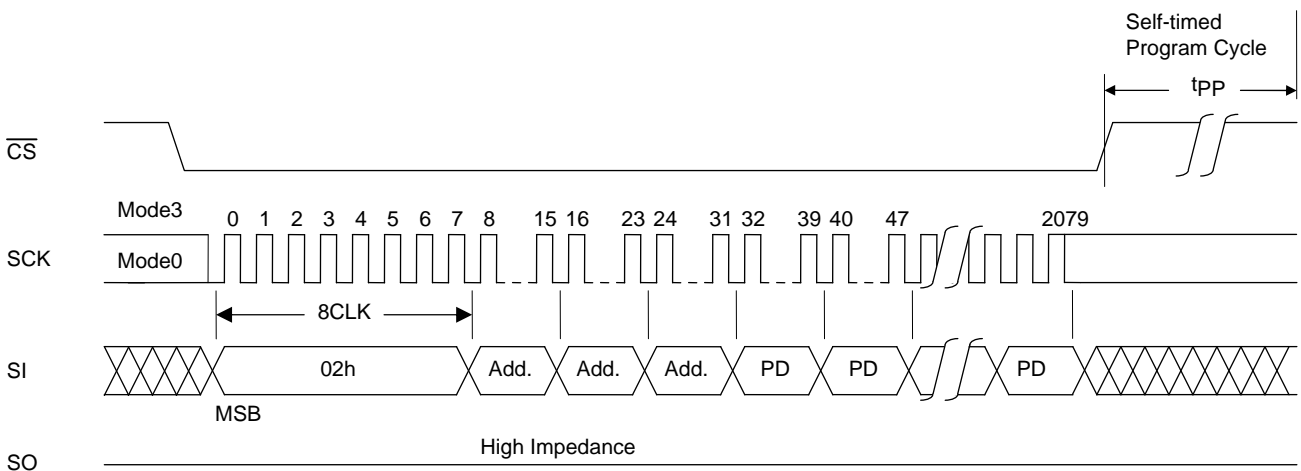 Self-timed
Program Cycle
tPP
CS
Mode3
0 1 2 3 4 5 6 7 8 15 16 23 24 31 32 39 40 47 2079
SCK
Mode0
8CLK
SI
02h Add. Add. Add. PD PD PD
MSB
High Impedance
SO